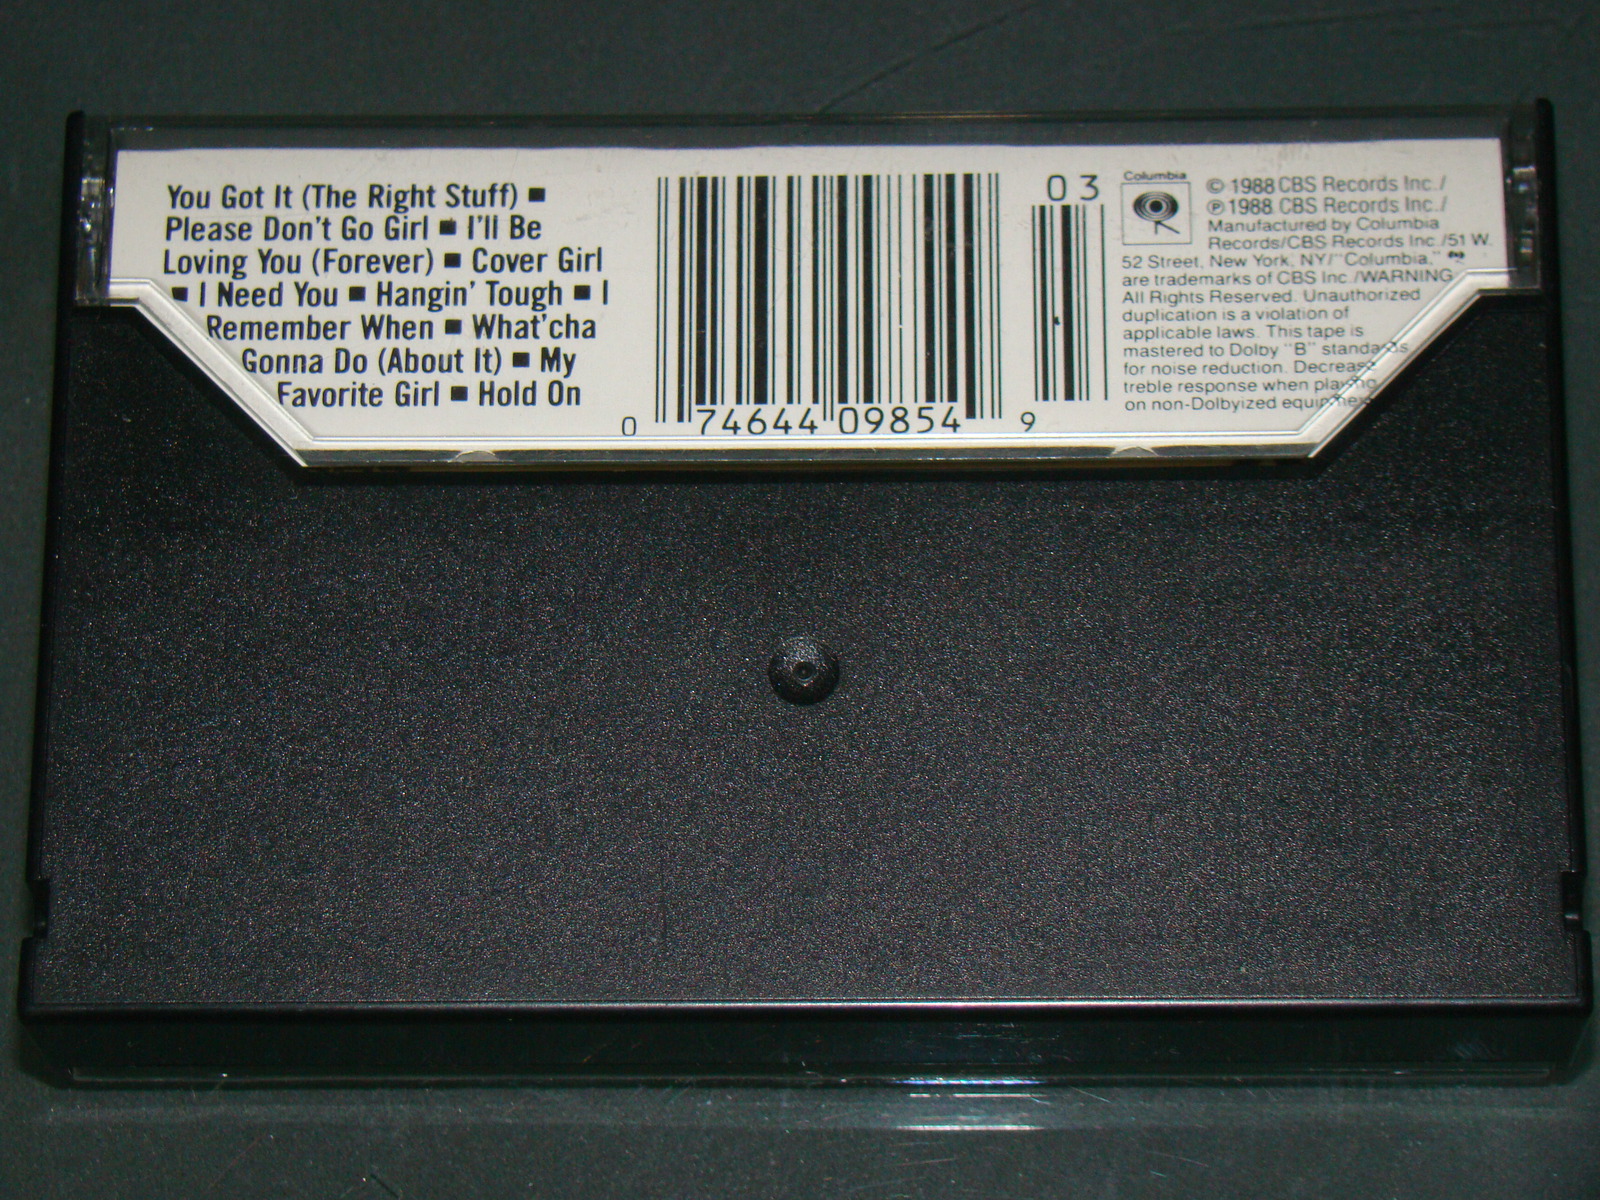 You Got It (The Right Stuff) ■
Please Don't Go Girl ■ I'll Be
Loving You (Forever) ■ Cover Girl
■ I Need You ■ Hangin' Tough ■ I
Remember When ■ What'cha
Gonna Do (About It) ■ My
Favorite Girl ■ Hold On
0 74644 09854 9
03
Columbia
© 1988 CBS Records Inc./
℗ 1988 CBS Records Inc./
Manufactured by Columbia
Records/CBS Records Inc./51 W.
52 Street, New York, NY/"Columbia,"
are trademarks of CBS Inc./WARNING
All Rights Reserved. Unauthorized
duplication is a violation of
applicable laws. This tape is
mastered to Dolby "B" standards
for noise reduction. Decrease
treble response when playing
on non-Dolbyized equipment